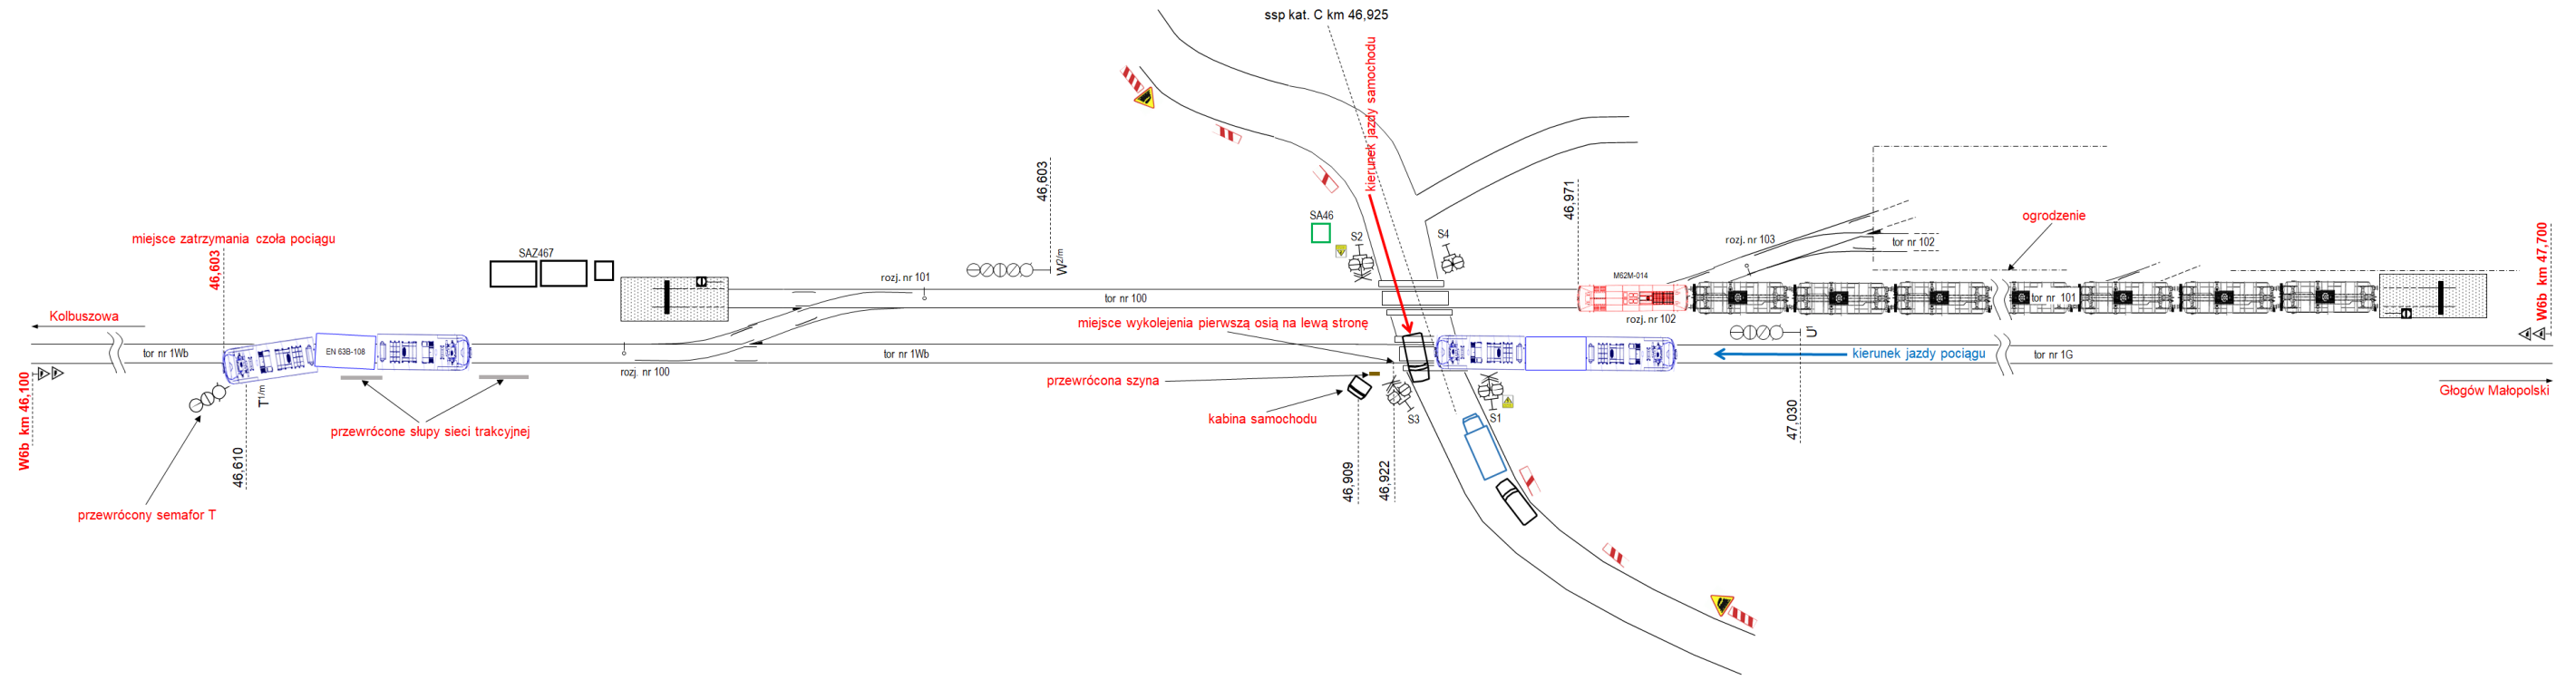 ssp kat. C km 46,925
kierunek jazdy samochodu
46,603
46,971
SA46
S2
S4
ogrodzenie
rozj. nr 103
tor nr 102
W6b km 47,700
miejsce zatrzymania czoła pociągu
46,603
SAZ467
W2/m
rozj. nr 101
M62M-014
tor nr 100
tor nr 101
Kolbuszowa
miejsce wykolejenia pierwszą osią na lewą stronę
rozj. nr 102
U
tor nr 1Wb
EN 63B-108
tor nr 1Wb
kierunek jazdy pociągu
tor nr 1G
rozj. nr 100
przewrócona szyna
Głogów Małopolski
W6b km 46,100
T1/m
kabina samochodu
S3
S1
47,030
przewrócone słupy sieci trakcyjnej
46,610
46,909
46,922
przewrócony semafor T